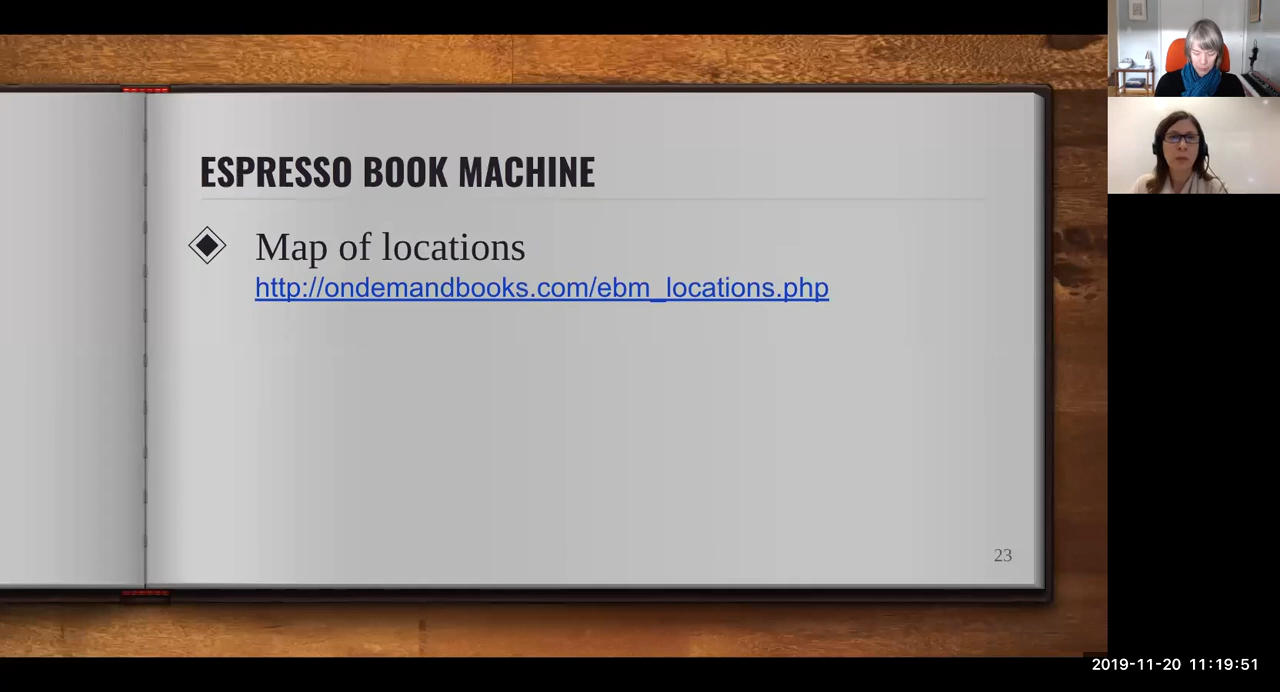 ESPRESSO BOOK MACHINE
Map of locations
http://ondemandbooks.com/ebm_locations.php
23
2019-11-20 11:19:51